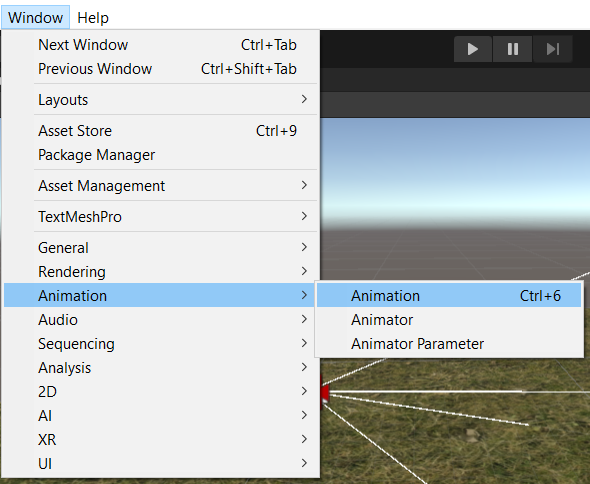 Window Help
Next Window Ctrl+Tab
Previous Window Ctrl+Shift+Tab
Layouts
Asset Store Ctrl+9
Package Manager
Asset Management
TextMeshPro
General
Rendering
Animation
Animation Ctrl+6
Audio
Animator
Sequencing
Animator Parameter
Analysis
2D
AI
XR
UI